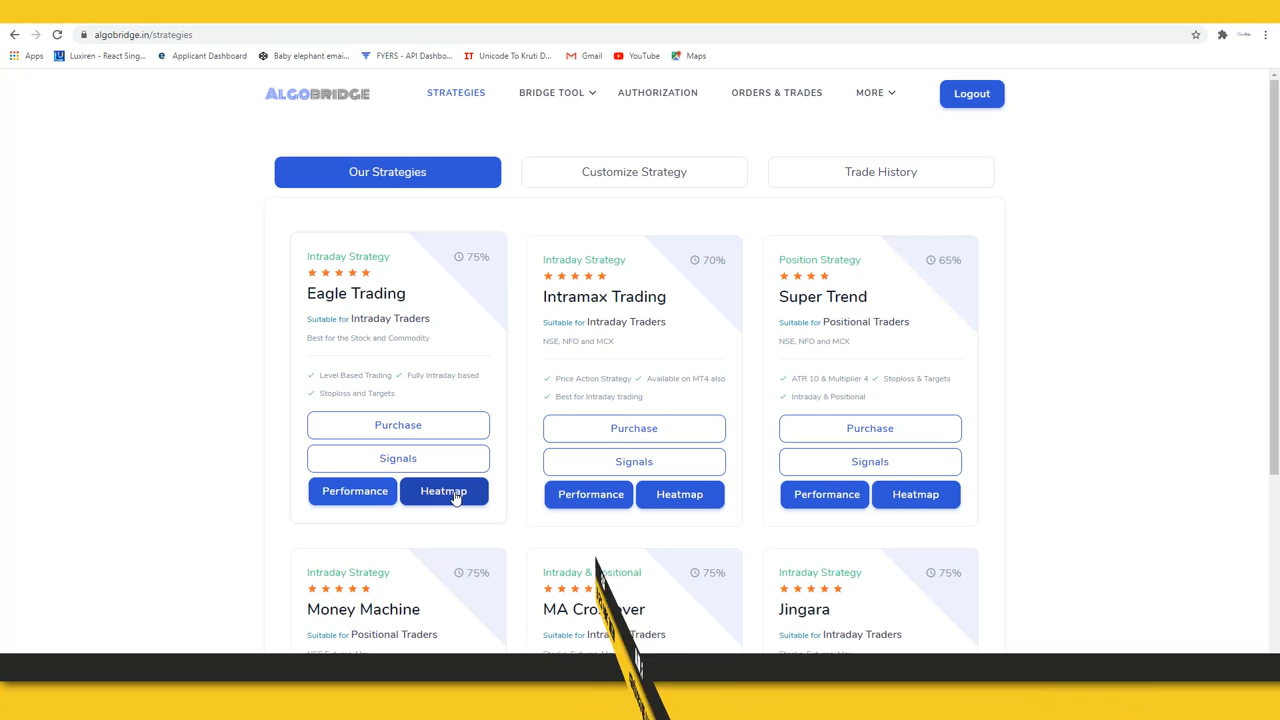 algobridge.in/strategies
Apps Luxiren - React Sing... Applicant Dashboard Baby elephant emai... FYERS - API Dashbo... Unicode To Kruti D... Gmail YouTube Maps
ALGOBRIDGE STRATEGIES BRIDGE TOOL AUTHORIZATION ORDERS & TRADES MORE Logout
Our Strategies Customize Strategy Trade History
Intraday Strategy 75%
Eagle Trading
Suitable for Intraday Traders
Best for the Stock and Commodity
Level Based Trading Fully Intraday based
Stoploss and Targets
Purchase
Signals
Performance Heatmap
Intraday Strategy 70%
Intramax Trading
Suitable for Intraday Traders
NSE, NFO and MCX
Price Action Strategy Available on MT4 also
Best for Intraday trading
Purchase
Signals
Performance Heatmap
Position Strategy 65%
Super Trend
Suitable for Positional Traders
NSE, NFO and MCX
ATR 10 & Multiplier 4 Stoploss & Targets
Intraday & Positional
Purchase
Signals
Performance Heatmap
Intraday Strategy 75%
Money Machine
Suitable for Positional Traders
Intraday & Positional 75%
MA Crossover
Suitable for Intraday Traders
Intraday Strategy 75%
Jingara
Suitable for Intraday Traders